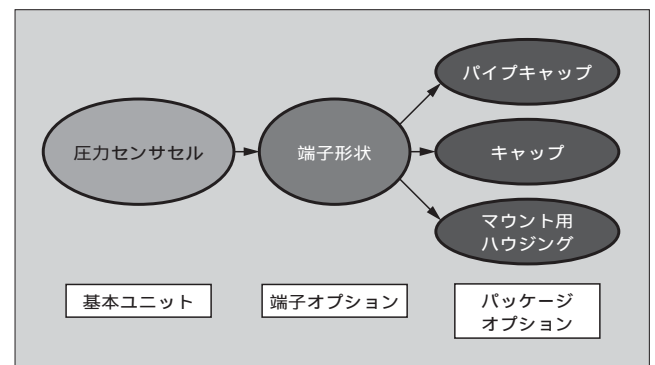 圧力センサセル
端子形状
パイプキャップ
キャップ
マウント用
ハウジング
基本ユニット
端子オプション
パッケージ
オプション